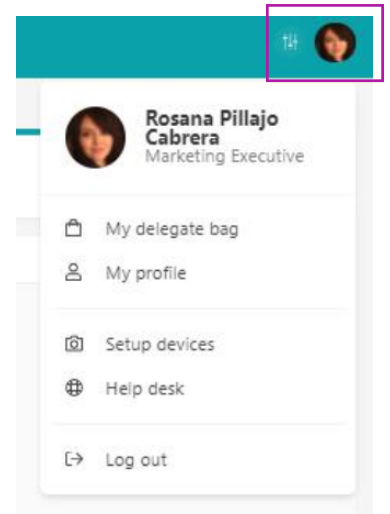 Rosana Pillajo
Cabrera
Marketing Executive
My delegate bag
My profile
Setup devices
Help desk
Log out